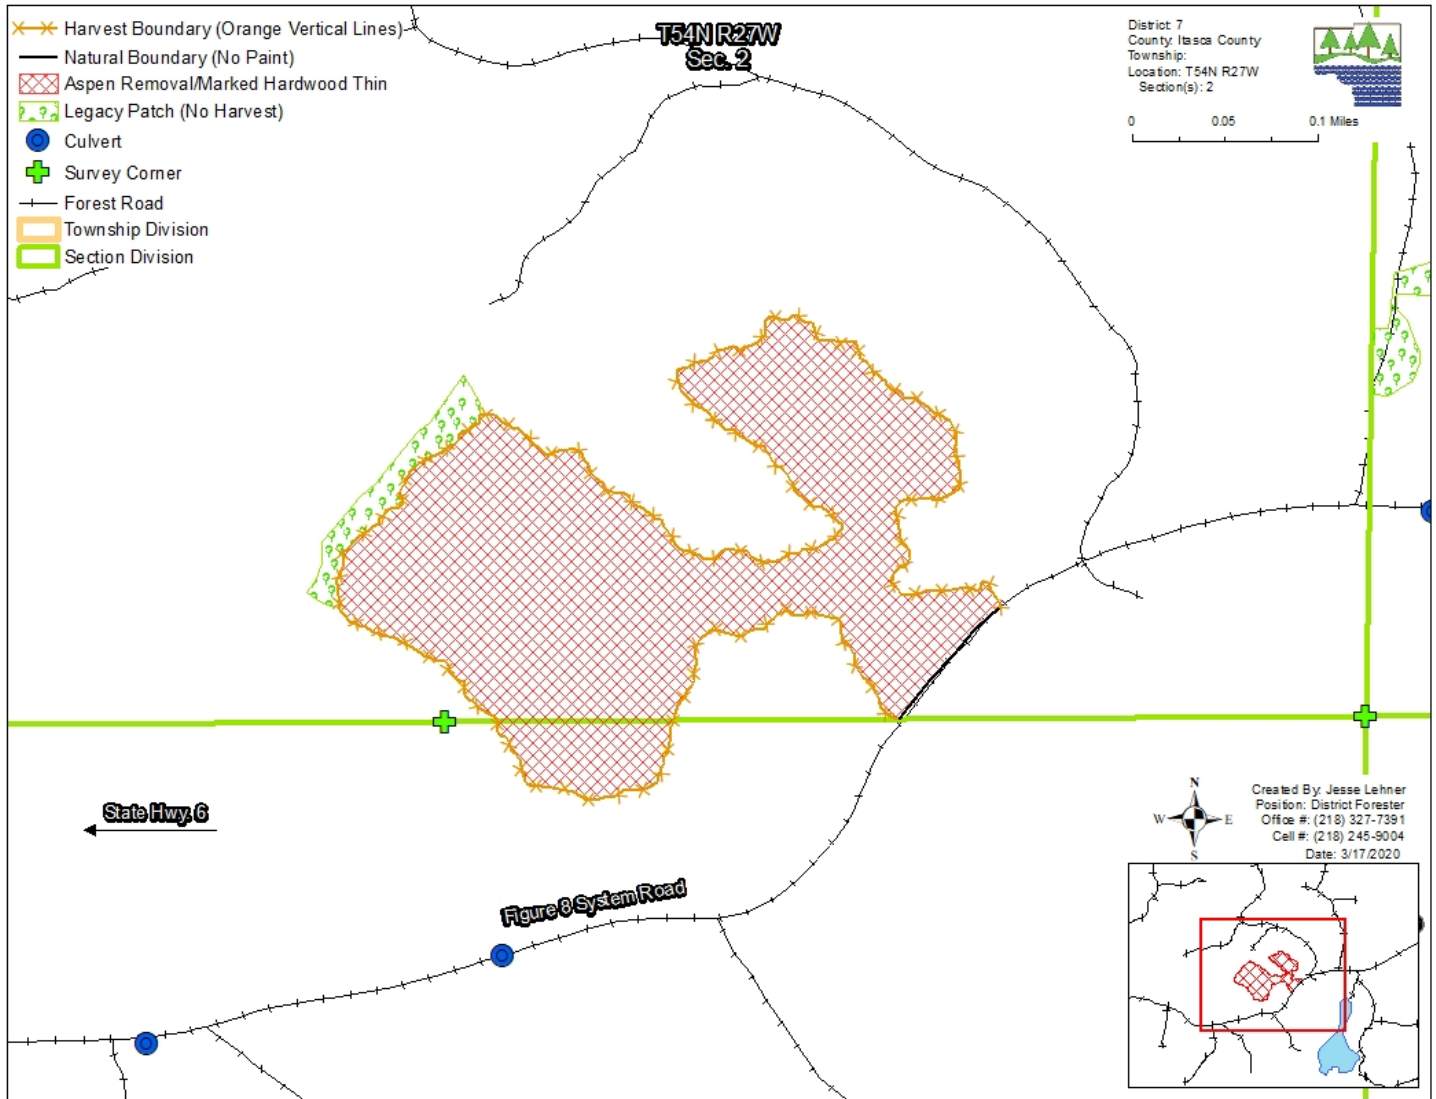 Harvest Boundary (Orange Vertical Lines)
Natural Boundary (No Paint)
Aspen Removal/Marked Hardwood Thin
Legacy Patch (No Harvest)
Culvert
Survey Corner
Forest Road
Township Division
Section Division
T54N R27W
Sec. 2
District: 7
County: Itasca County
Township:
Location: T54N R27W
Section(s): 2
0 0.05 0.1 Miles
State Hwy. 6
Figure 8 System Road
N
W E
S
Created By: Jesse Lehner
Position: District Forester
Office #: (218) 327-7391
Cell #: (218) 245-9004
Date: 3/17/2020